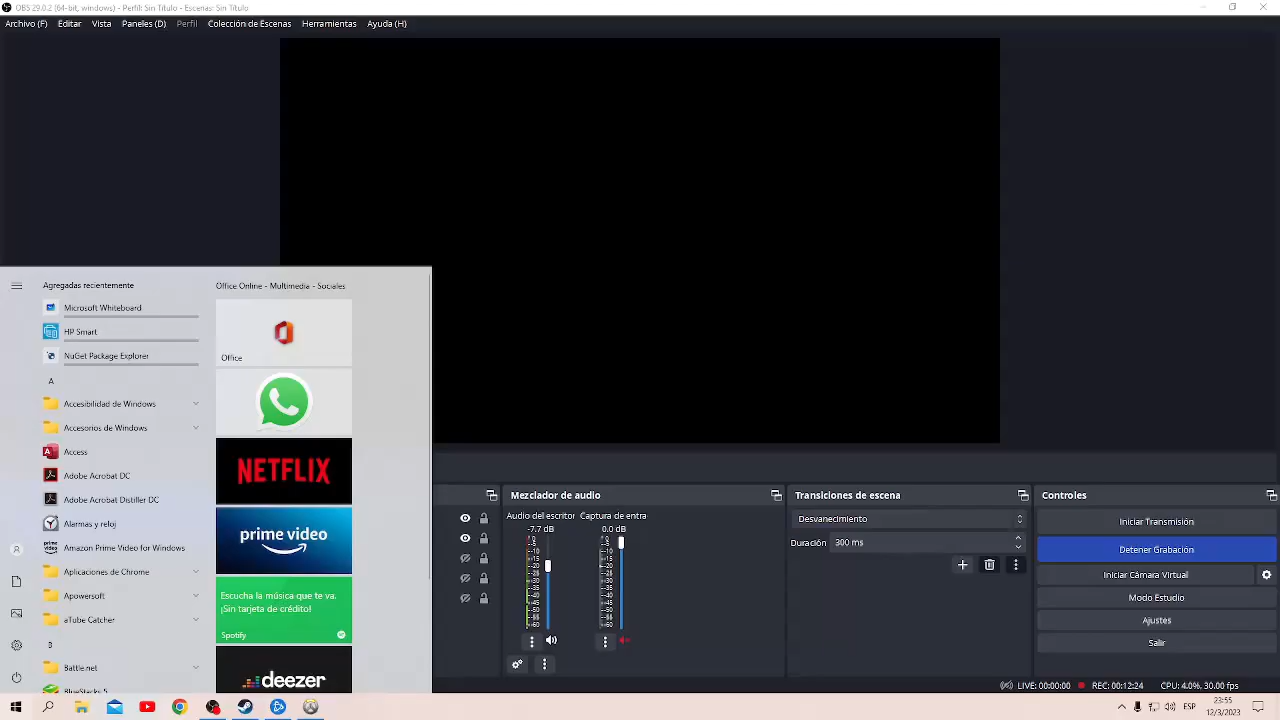 OBS 29.0.2 (64-bit, windows) - Perfil: Sin Título - Escenas: Sin Título
Archivo (F) Editar Vista Paneles (D) Perfil Colección de Escenas Herramientas Ayuda (H)
Agregadas recientemente
Microsoft Whiteboard
HP Smart
NuGet Package Explorer
A
Accesibilidad de Windows
Accesorios de Windows
Access
Adobe Acrobat DC
Adobe Acrobat Distiller DC
Alarmas y reloj
Amazon Prime Video for Windows
Aplicaciones de Chrome
Apowersoft
aTube Catcher
B
Battle.net
Office Online - Multimedia - Sociales
Office
NETFLIX
prime video
Escucha la música que te va.
¡Sin tarjeta de crédito!
Spotify
deezer
Mezclador de audio
Audio del escritor
-7.7 dB
Captura de entra
0.0 dB
Transiciones de escena
Desvanecimiento
Duración 300 ms
Controles
Iniciar Transmisión
Detener Grabación
Iniciar Cámara Virtual
Modo Estudio
Ajustes
Salir
LIVE: 00:00:00 REC: 00:12:24 CPU: 4.0%, 30.00 fps
ESP
23:55
12/3/2023